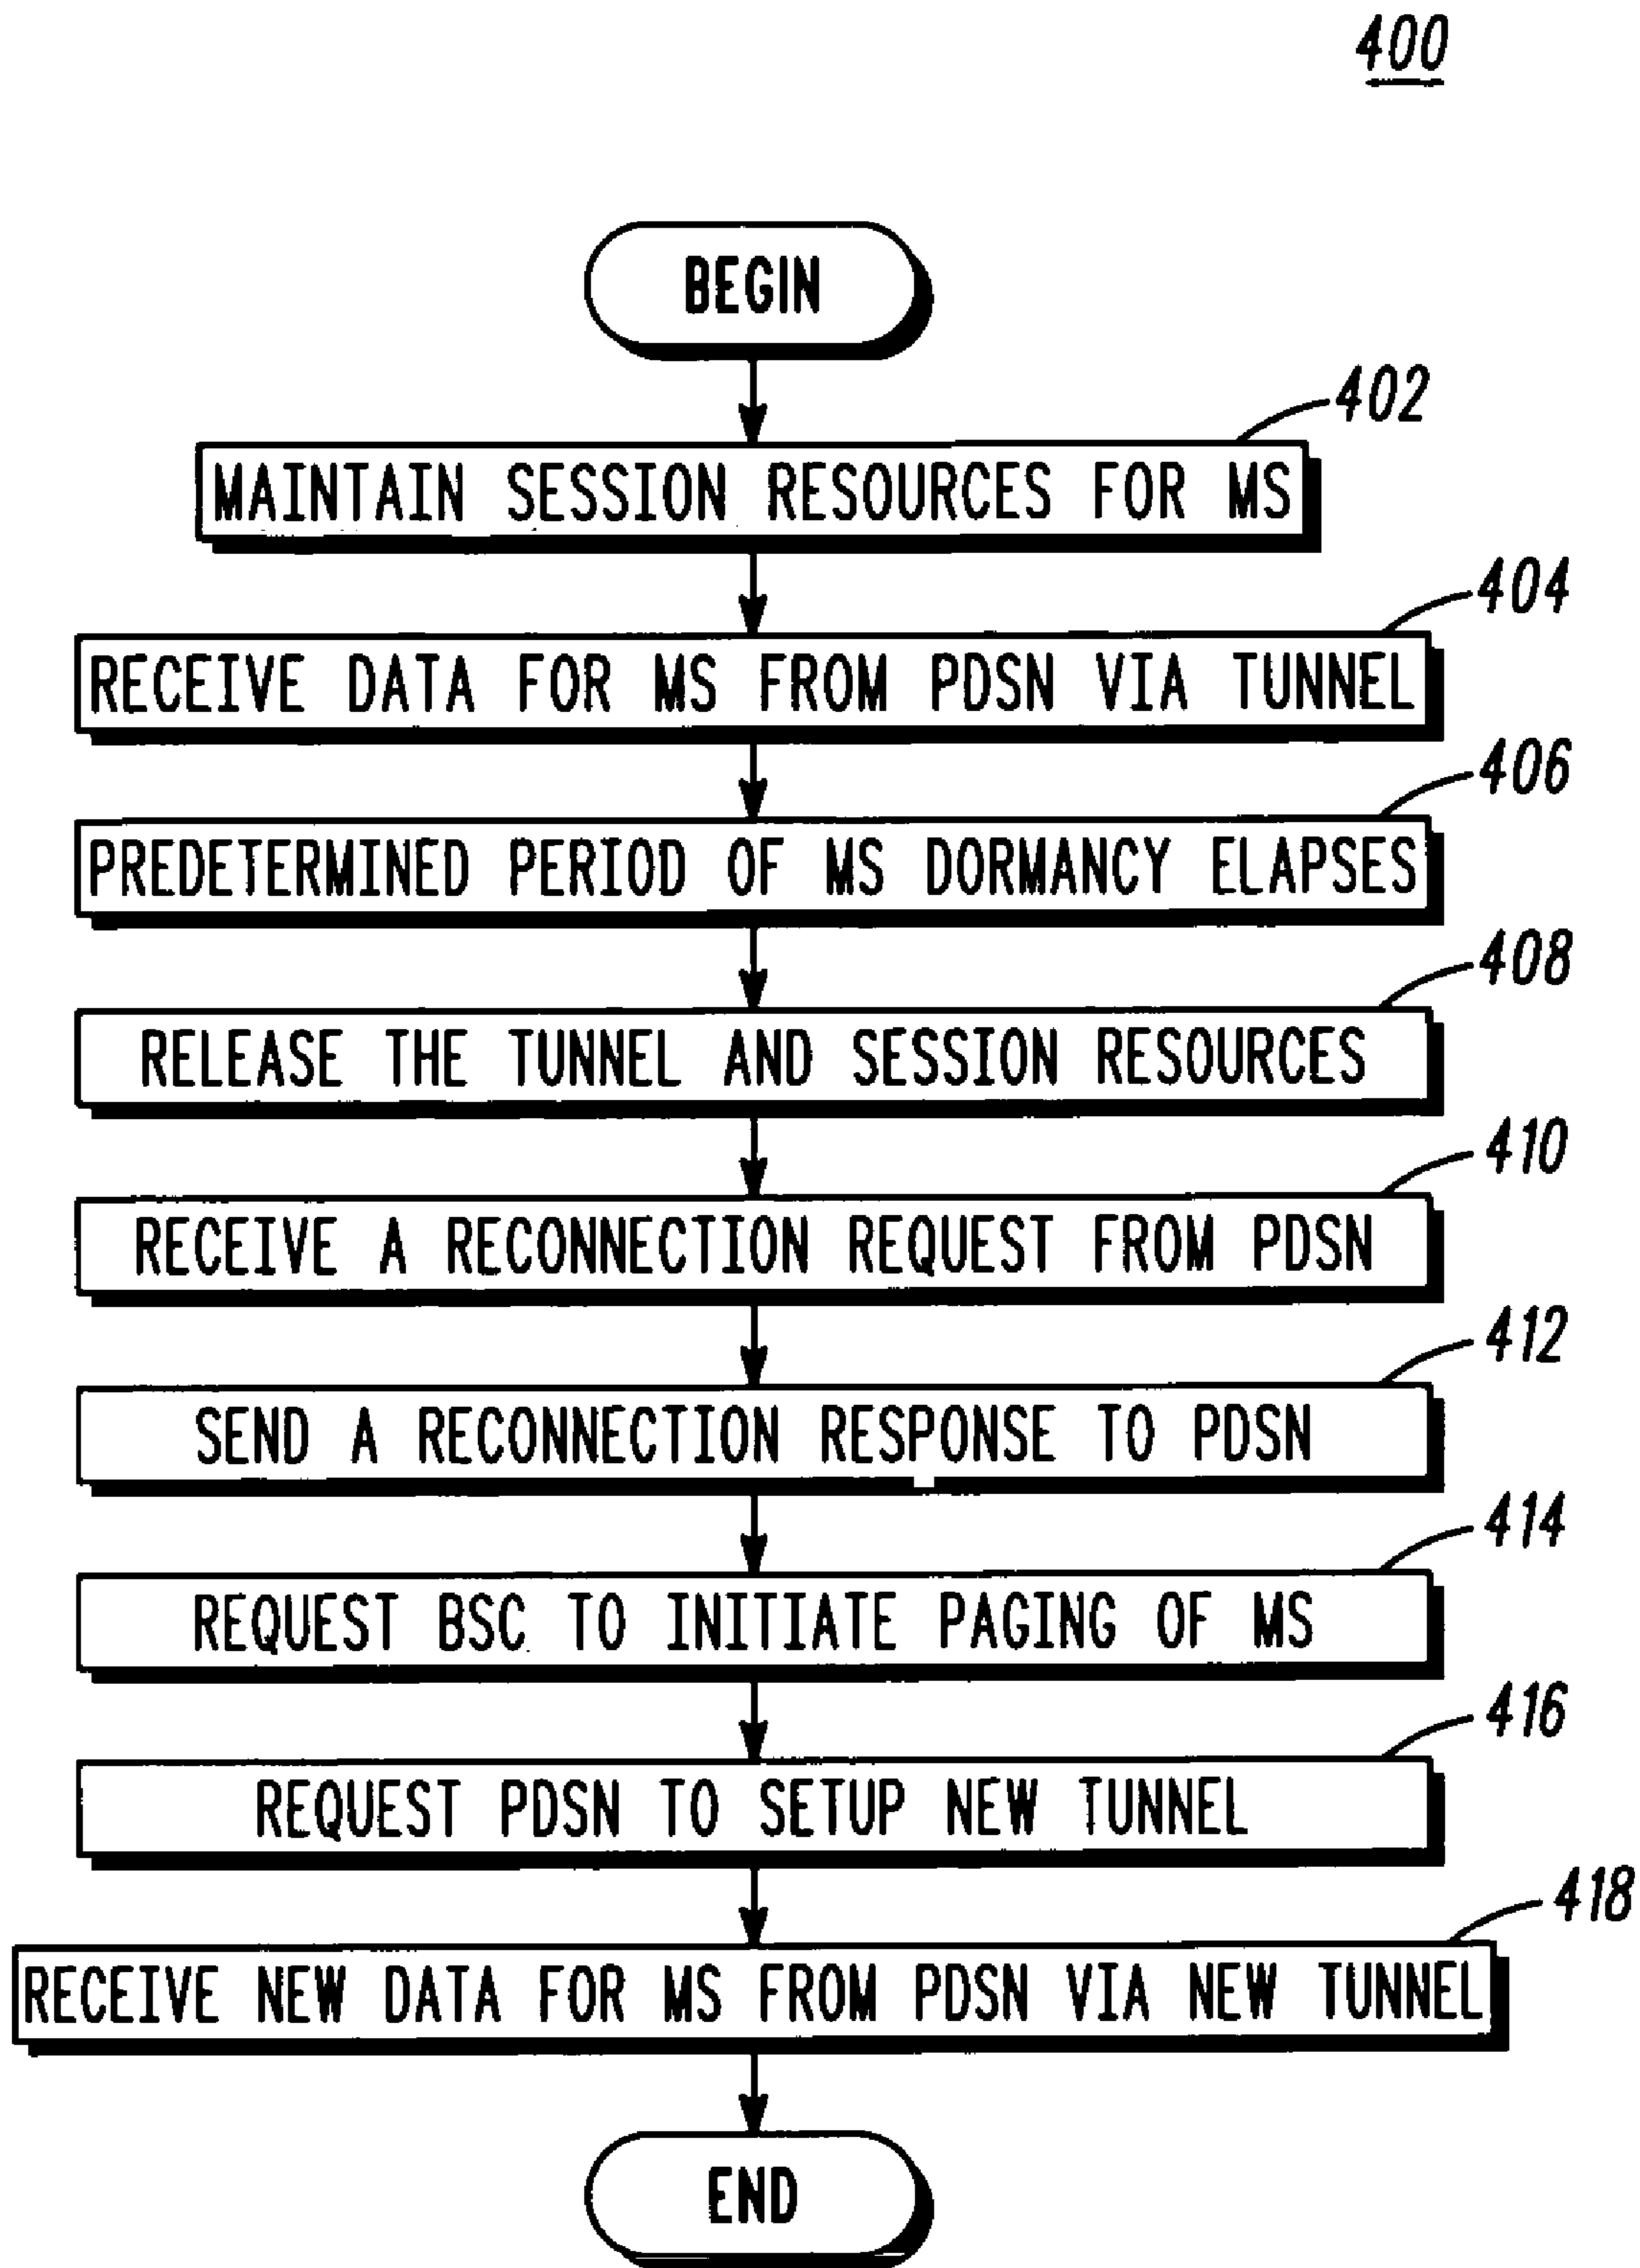 400
BEGIN
402
MAINTAIN SESSION RESOURCES FOR MS
404
RECEIVE DATA FOR MS FROM PDSN VIA TUNNEL
406
PREDETERMINED PERIOD OF MS DORMANCY ELAPSES
408
RELEASE THE TUNNEL AND SESSION RESOURCES
410
RECEIVE A RECONNECTION REQUEST FROM PDSN
412
SEND A RECONNECTION RESPONSE TO PDSN
414
REQUEST BSC TO INITIATE PAGING OF MS
416
REQUEST PDSN TO SETUP NEW TUNNEL
418
RECEIVE NEW DATA FOR MS FROM PDSN VIA NEW TUNNEL
END